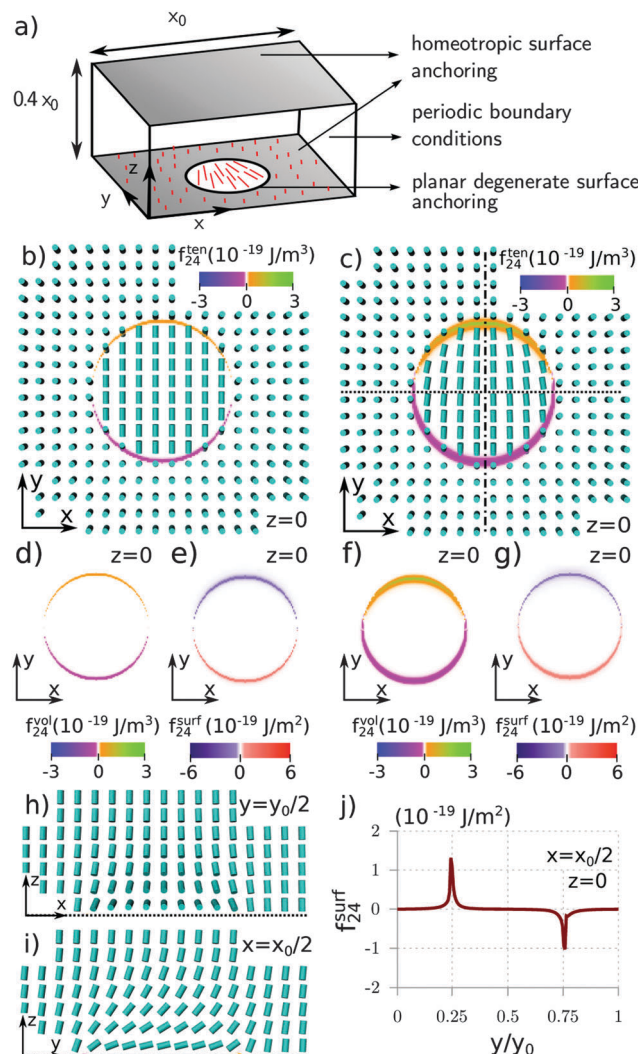 a)
x₀
0.4 x₀
z
y
x
homeotropic surface
anchoring
periodic boundary
conditions
planar degenerate surface
anchoring
b)
f₂₄ᵗᵉⁿ(10⁻¹⁹ J/m³)
-3 0 3
y
x
z=0
c)
f₂₄ᵗᵉⁿ(10⁻¹⁹ J/m³)
-3 0 3
y
x
z=0
d)
z=0
y
x
f₂₄ᵛᵒˡ(10⁻¹⁹ J/m³)
-3 0 3
e)
z=0
y
x
f₂₄ˢᵘʳᶠ(10⁻¹⁹ J/m²)
-6 0 6
f)
z=0
y
x
f₂₄ᵛᵒˡ(10⁻¹⁹ J/m³)
-3 0 3
g)
z=0
y
x
f₂₄ˢᵘʳᶠ(10⁻¹⁹ J/m²)
-6 0 6
h)
y=y₀/2
z
x
i)
x=x₀/2
z
y
j)
(10⁻¹⁹ J/m²)
f₂₄ˢᵘʳᶠ
2
1
0
-1
-2
x=x₀/2
z=0
0 0.25 0.5 0.75 1
y/y₀